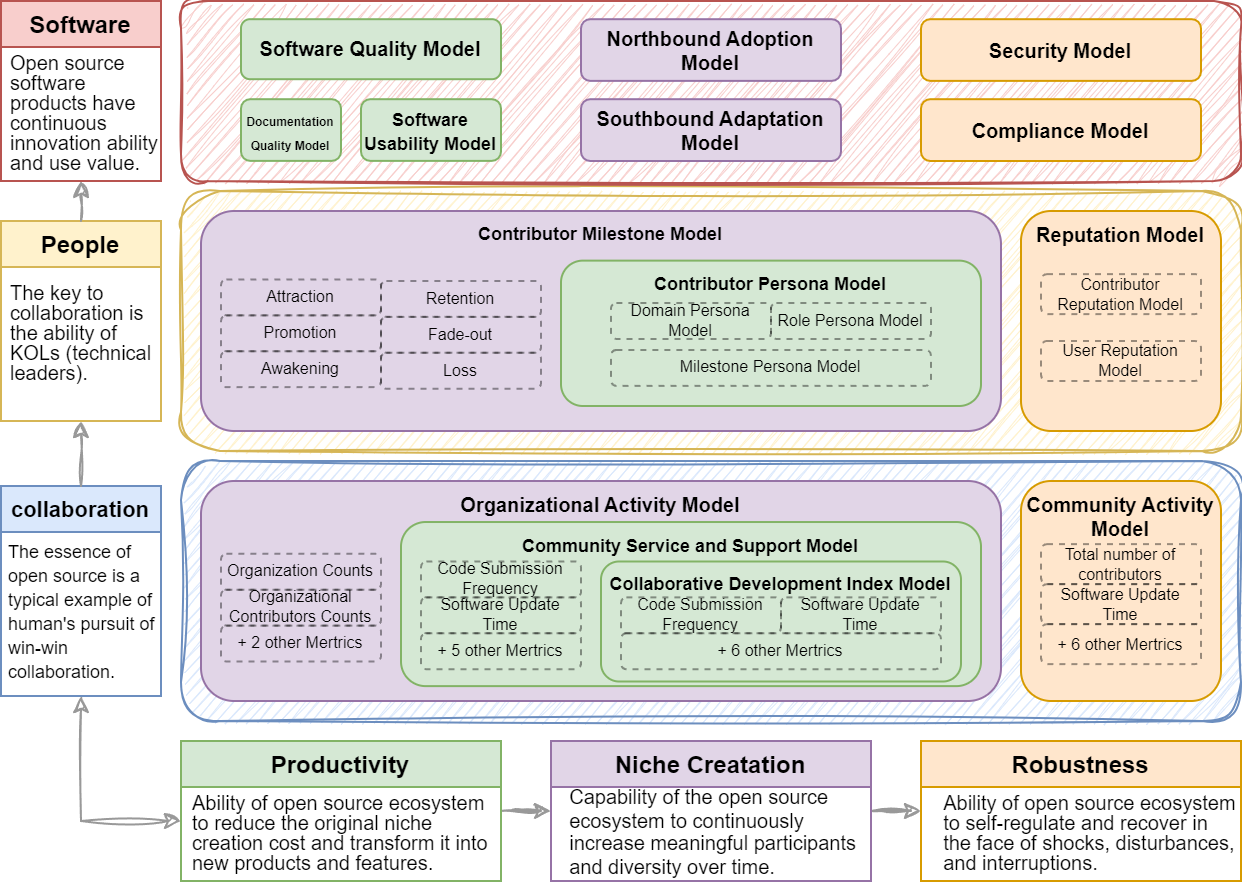 Software
Open source
software
products have
continuous
innovation ability
and use value.
Software Quality Model
Documentation
Quality Model
Software
Usability Model
Northbound Adoption
Model
Southbound Adaptation
Model
Security Model
Compliance Model
People
The key to
collaboration is
the ability of
KOLs (technical
leaders).
Contributor Milestone Model
Attraction
Retention
Promotion
Fade-out
Awakening
Loss
Contributor Persona Model
Domain Persona
Model
Role Persona Model
Milestone Persona Model
Reputation Model
Contributor
Reputation Model
User Reputation
Model
collaboration
The essence of
open source is a
typical example of
human's pursuit of
win-win
collaboration.
Organizational Activity Model
Organization Counts
Organizational
Contributors Counts
+ 2 other Mertrics
Community Service and Support Model
Code Submission
Frequency
Software Update
Time
+ 5 other Mertrics
Collaborative Development Index Model
Code Submission
Frequency
Software Update
Time
+ 6 other Mertrics
Community Activity
Model
Total number of
contributors
Software Update
Time
+ 6 other Mertrics
Productivity
Ability of open source ecosystem
to reduce the original niche
creation cost and transform it into
new products and features.
Niche Creatation
Capability of the open source
ecosystem to continuously
increase meaningful participants
and diversity over time.
Robustness
Ability of open source ecosystem
to self-regulate and recover in
the face of shocks, disturbances,
and interruptions.